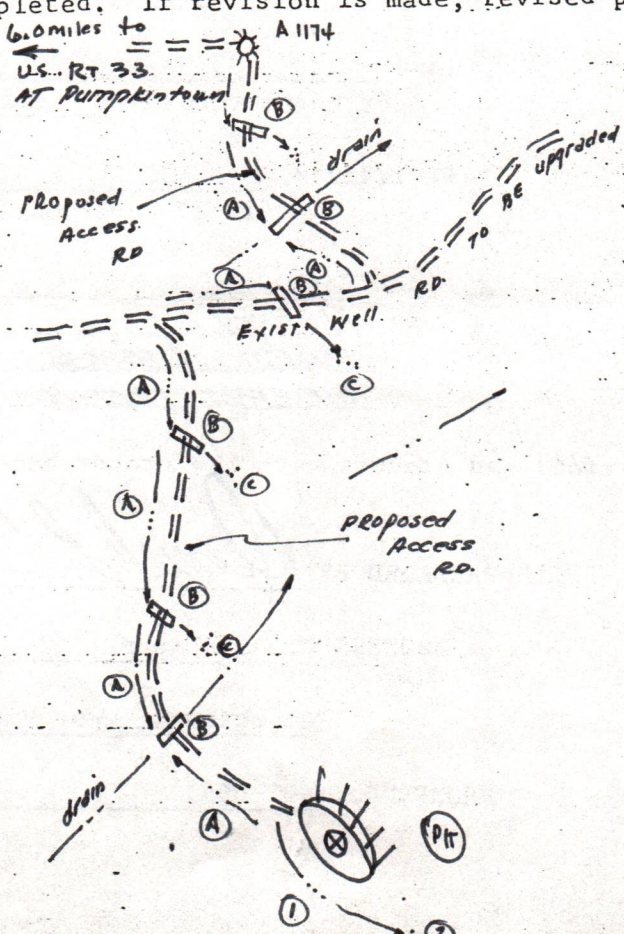 pleted. If revision is made, revised p
6.0 miles to
A 1174
U.S. RT 33
AT Pumpkintown
B
drain
Proposed
Access
RD
A
B
TO BE upgraded
A
A
B
RD.
Exist. Well
C
A
B
C
A
Proposed
Access
RD.
B
C
A
B
drain
A
Pit
1
2